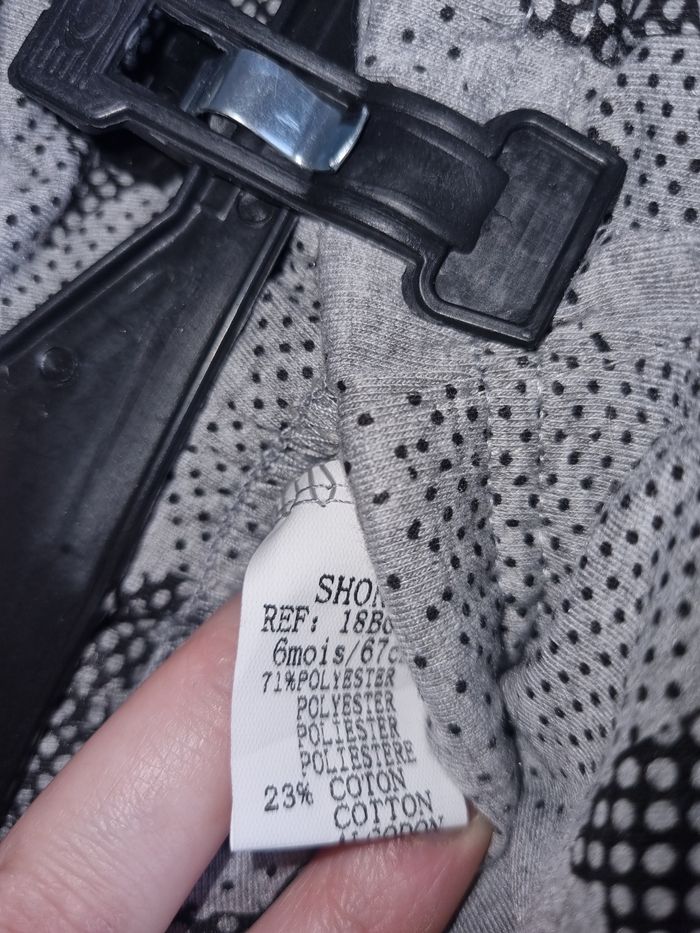 SHO
REF: 18B
6mois/67c
71%POLYESTER
POLYESTER
POLIESTER
POLIESTERE
23% COTON
COTTON